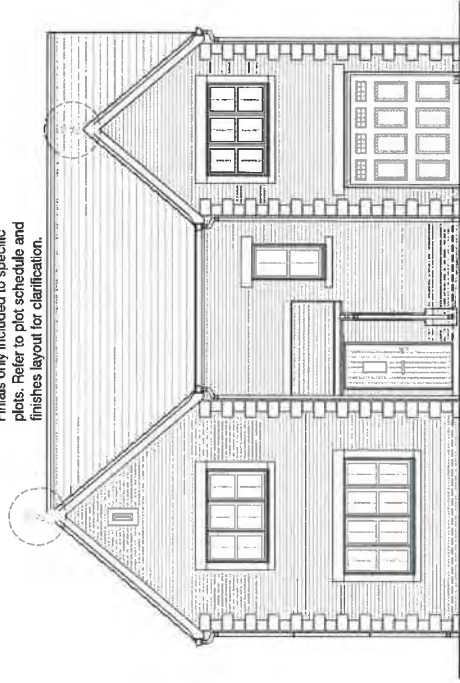 Finials only included to specific
plots. Refer to plot schedule and
finishes layout for clarification.